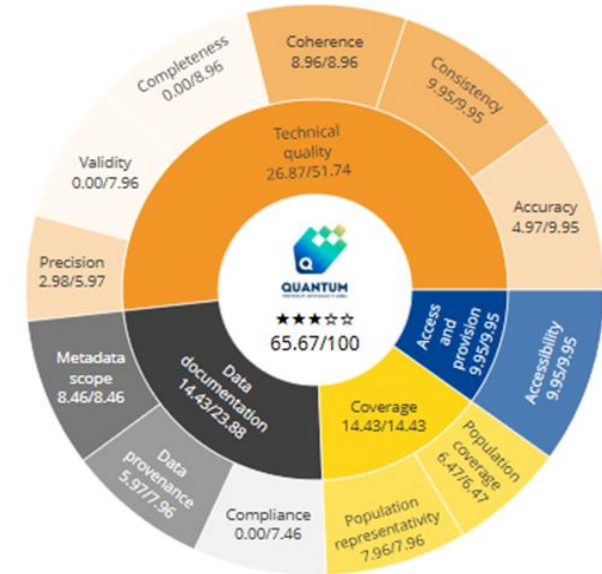 Completeness
0.00/8.96
Coherence
8.96/8.96
Consistency
9.95/9.95
Technical
quality
26.87/51.74
Validity
0.00/7.96
Accuracy
4.97/9.95
Precision
2.98/5.97
QUANTUM
★★★☆☆
65.67/100
Access
and
provision
9.95/9.95
Accessibility
9.95/9.95
Metadata
scope
8.46/8.46
Data
documentation
14.43/23.88
Coverage
14.43/14.43
Population
coverage
6.47/6.47
Data
provenance
5.97/7.96
Compliance
0.00/7.46
Population
representativity
7.96/7.96